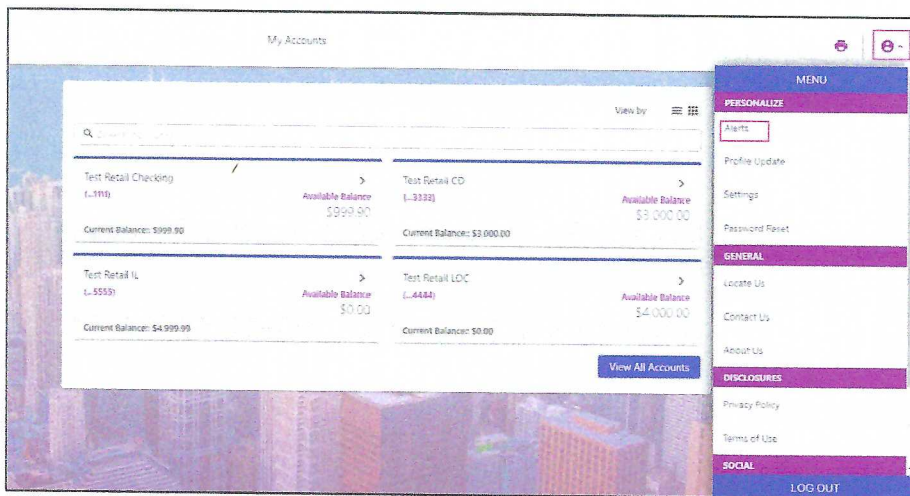 My Accounts
MENU
PERSONALIZE
Alerts
Profile Update
Settings
Password Reset
GENERAL
Locate Us
Contact Us
About Us
DISCLOSURES
Privacy Policy
Terms of Use
SOCIAL
LOG OUT
View by
Test Retail Checking
(...1111)
Available Balance
$999.90
Current Balance:: $999.90
Test Retail CD
(...3333)
Available Balance
$3,000.00
Current Balance:: $3,000.00
Test Retail IL
(...5555)
Available Balance
$0.00
Current Balance:: $4,999.99
Test Retail LOC
(...4444)
Available Balance
$4,000.00
Current Balance:: $0.00
View All Accounts